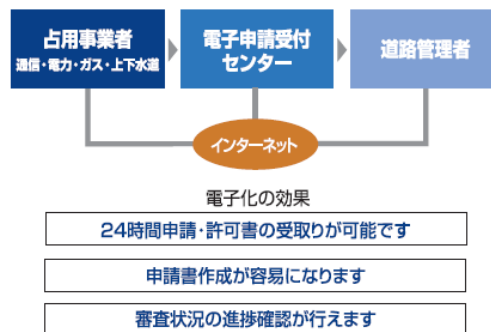 占用事業者
通信・電力・ガス・上下水道
電子申請受付
センター
道路管理者
インターネット
電子化の効果
24時間申請・許可書の受取りが可能です
申請書作成が容易になります
審査状況の進捗確認が行えます